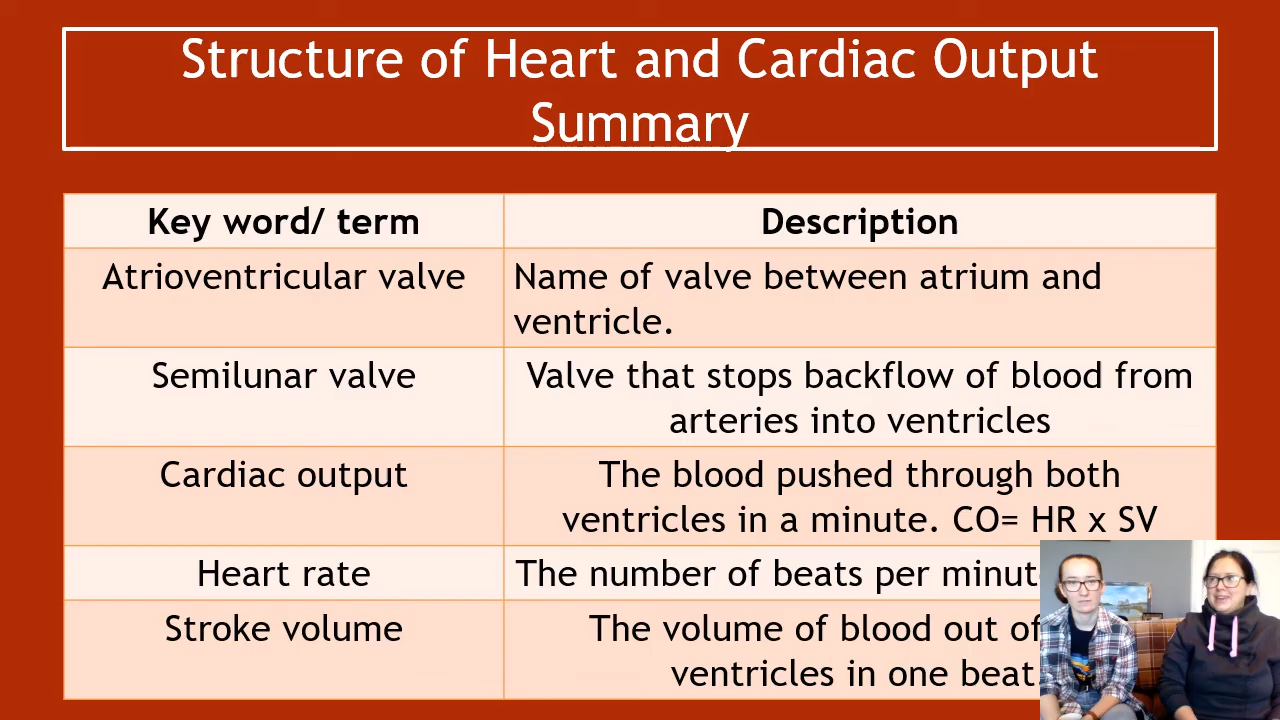 Structure of Heart and Cardiac Output
Summary
Key word/ term
Description
Atrioventricular valve
Name of valve between atrium and
ventricle.
Semilunar valve
Valve that stops backflow of blood from
arteries into ventricles
Cardiac output
The blood pushed through both
ventricles in a minute. CO= HR x SV
Heart rate
The number of beats per
Stroke volume
The volume of blood out of
ventricles in one beat.